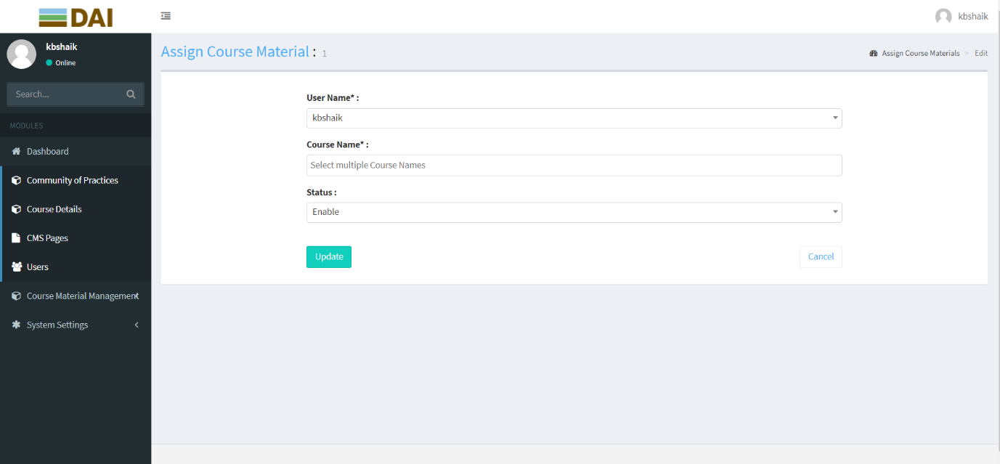 DAI
kbshaik
kbshaik
Online
Search...
MODULES
Dashboard
Community of Practices
Course Details
CMS Pages
Users
Course Material Management
System Settings
Assign Course Material : 1
Assign Course Materials > Edit
User Name* :
kbshaik
Course Name* :
Select multiple Course Names
Status :
Enable
Update
Cancel